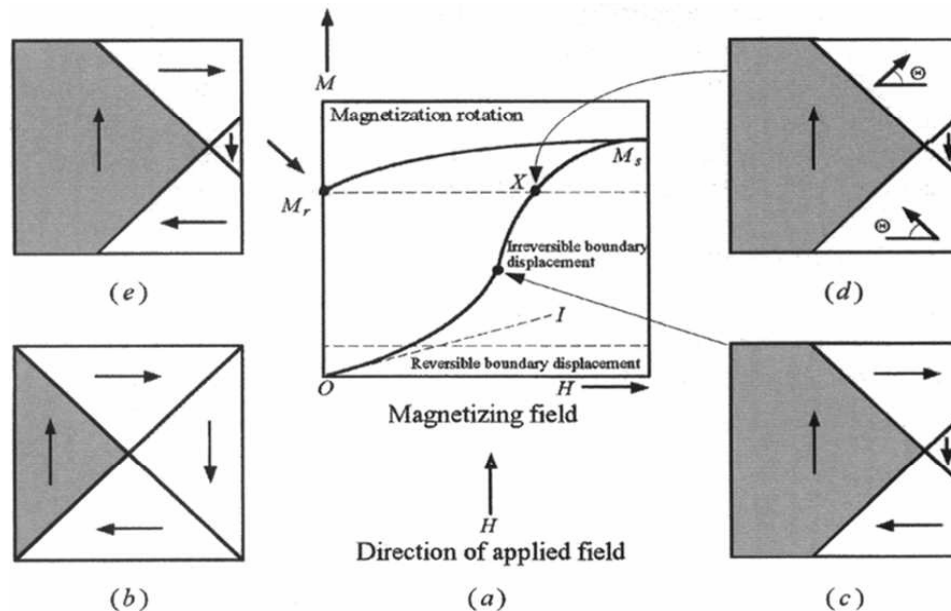 M
Magnetization rotation
Θ
M_s
X
M_r
Irreversible boundary
displacement
Θ
(e)
(d)
I
Reversible boundary displacement
O
H
Magnetizing field
H
Direction of applied field
(b)
(a)
(c)